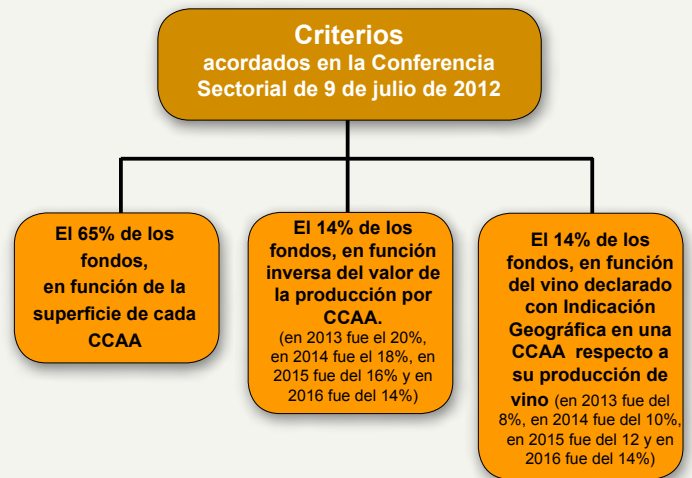 Criterios
acordados en la Conferencia
Sectorial de 9 de julio de 2012
El 65% de los
fondos,
en función de la
superficie de cada
CCAA
El 14% de los
fondos, en función
inversa del valor de
la producción por
CCAA.
(en 2013 fue el 20%,
en 2014 fue el 18%, en
2015 fue del 16% y en
2016 fue del 14%)
El 14% de los
fondos, en función
del vino declarado
con Indicación
Geográfica en una
CCAA respecto a
su producción de
vino (en 2013 fue del
8%, en 2014 fue del 10%,
en 2015 fue del 12 y en
2016 fue del 14%)